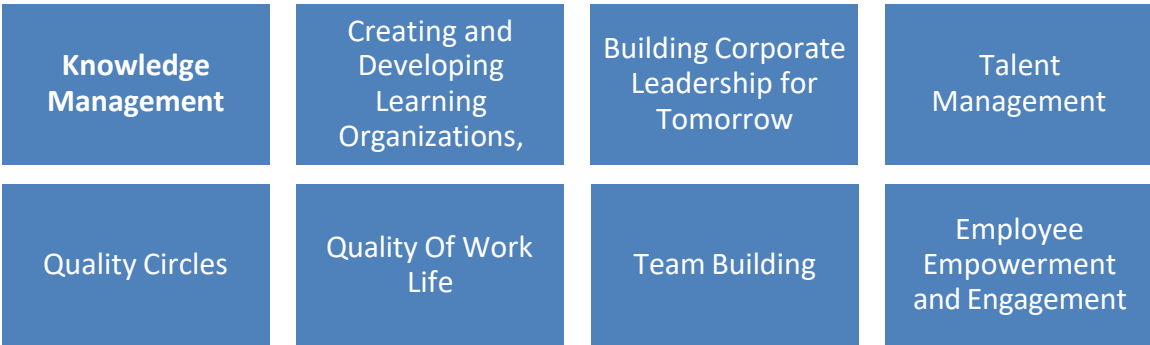 Knowledge
Management
Creating and
Developing
Learning
Organizations,
Building Corporate
Leadership for
Tomorrow
Talent
Management
Quality Circles
Quality Of Work
Life
Team Building
Employee
Empowerment
and Engagement